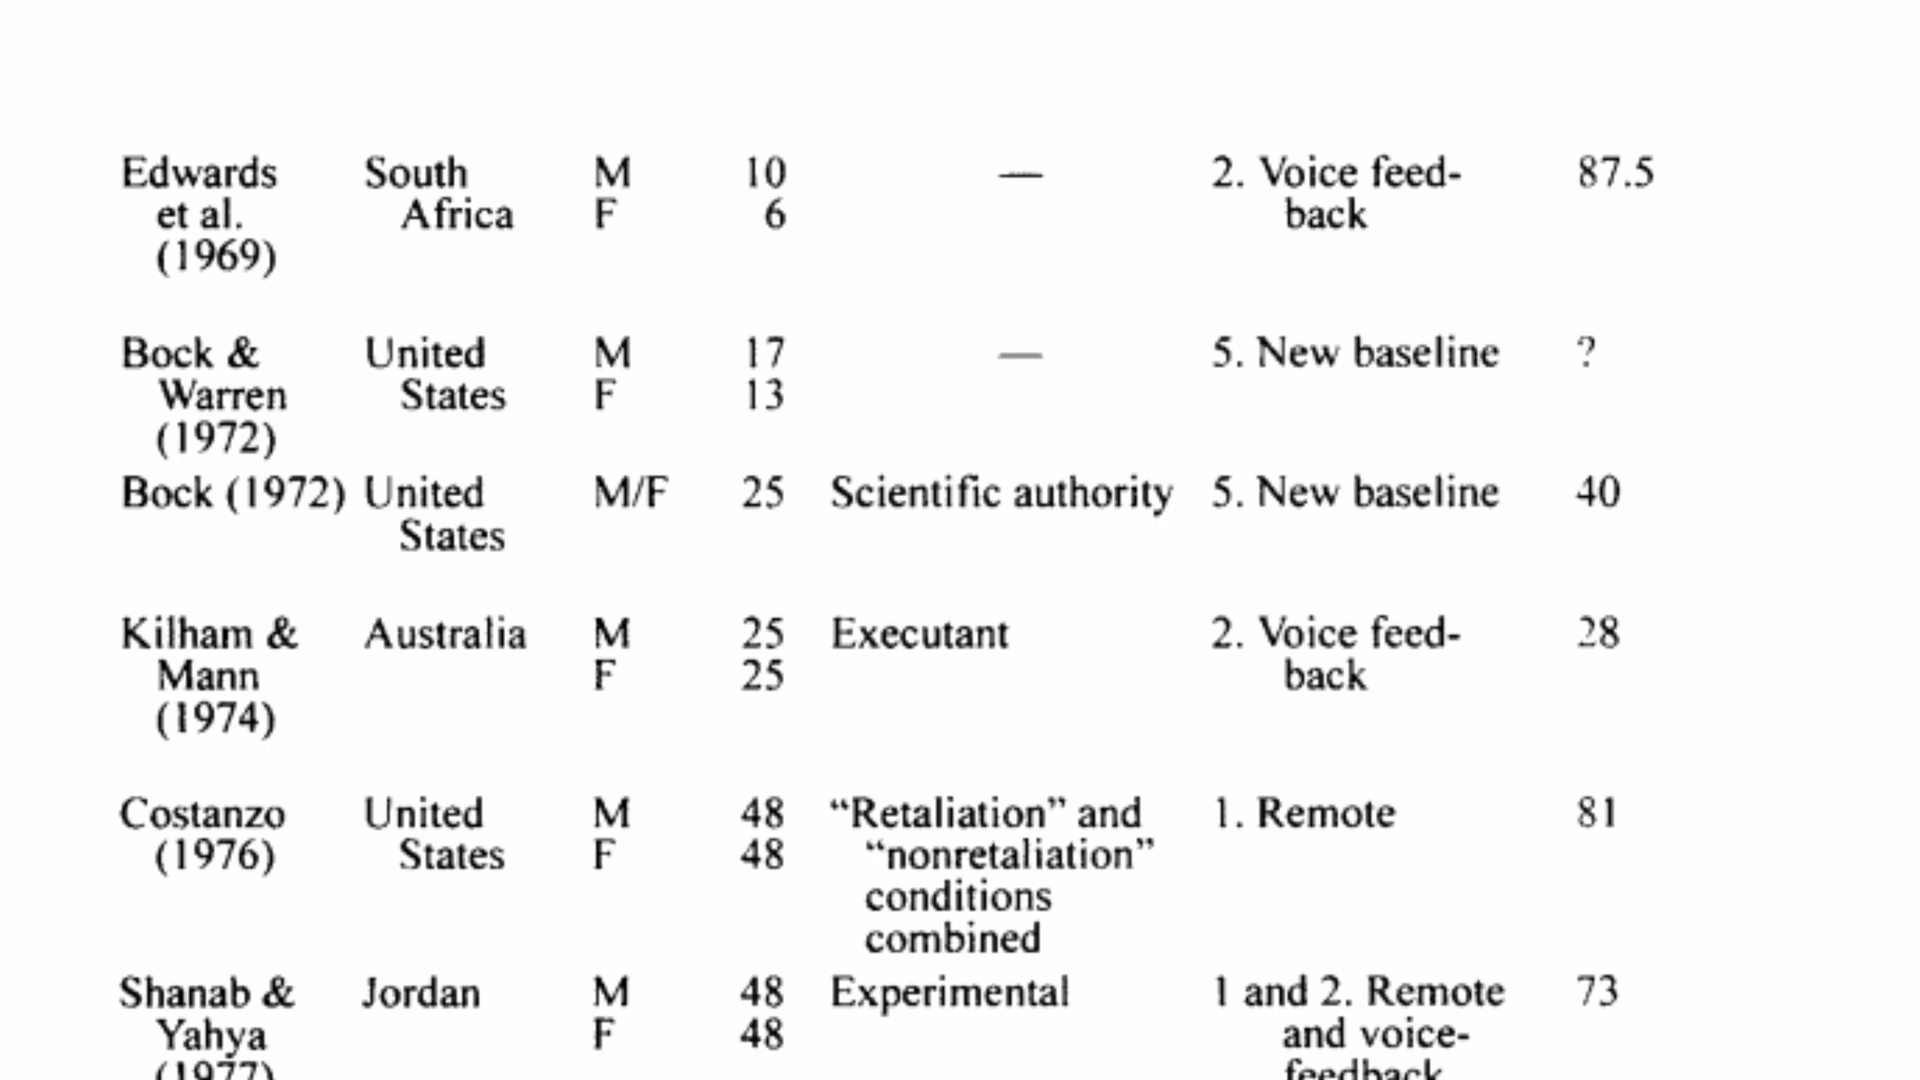 Edwards South M 10 — 2. Voice feed- 87.5
et al. Africa F 6 back
(1969)
Bock & United M 17 — 5. New baseline ?
Warren States F 13
(1972)
Bock (1972) United M/F 25 Scientific authority 5. New baseline 40
States
Kilham & Australia M 25 Executant 2. Voice feed- 28
Mann F 25 back
(1974)
Costanzo United M 48 “Retaliation” and 1. Remote 81
(1976) States F 48 “nonretaliation”
conditions
combined
Shanab & Jordan M 48 Experimental 1 and 2. Remote 73
Yahya F 48 and voice-
(1977) feedback